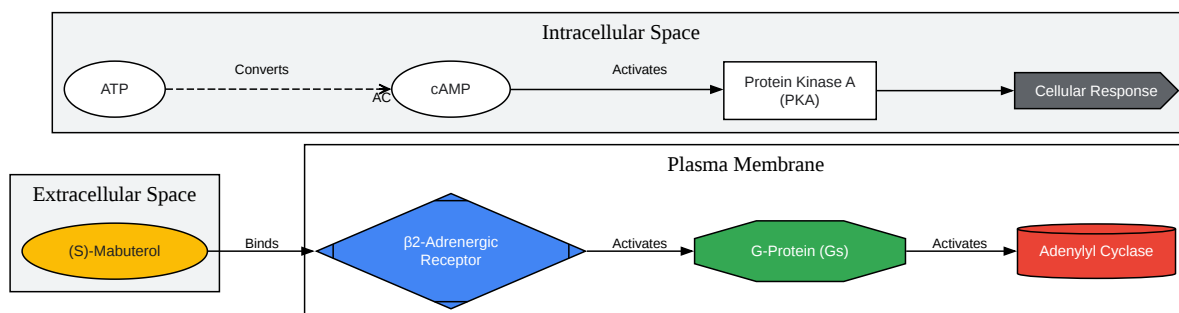 Intracellular Space
Converts
Activates
ATP
AC
cAMP
Protein Kinase A
(PKA)
Cellular Response
Plasma Membrane
Extracellular Space
(S)-Mabuterol
Binds
β2-Adrenergic
Receptor
Activates
G-Protein (Gs)
Activates
Adenylyl Cyclase